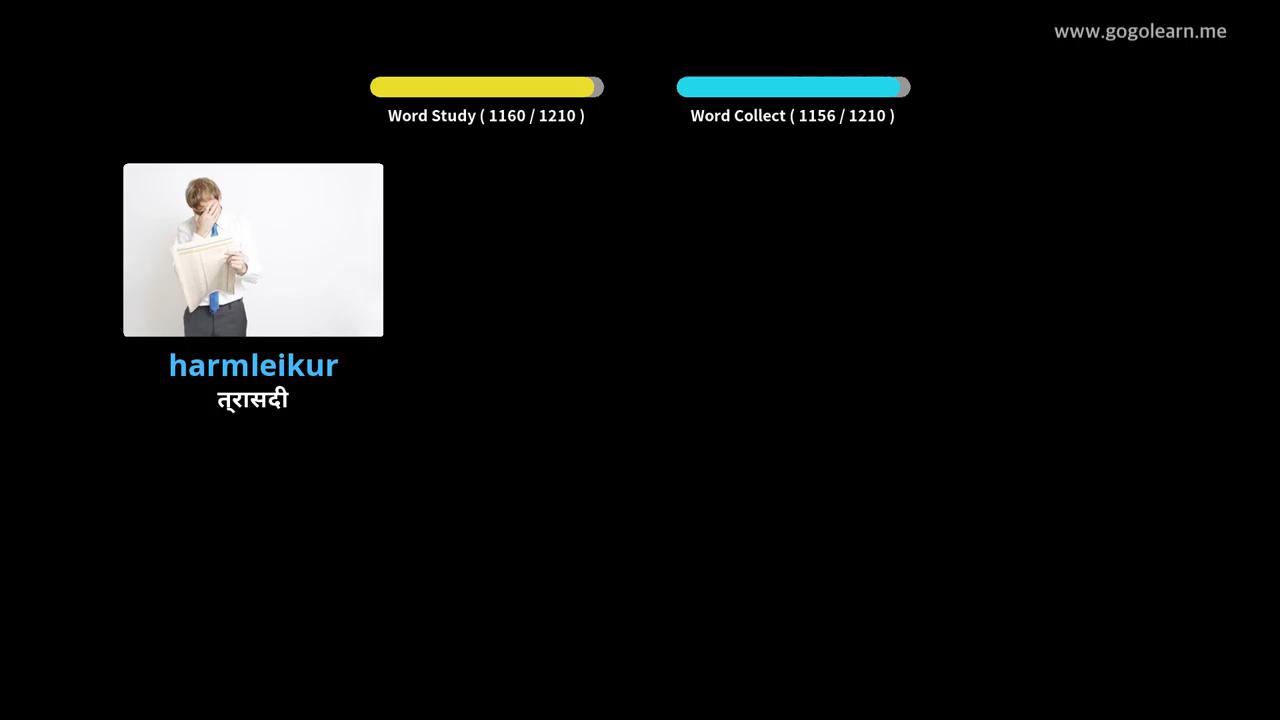 www.gogolearn.me
Word Study ( 1160 / 1210 )
Word Collect ( 1156 / 1210 )
harmleikur
त्रासदी